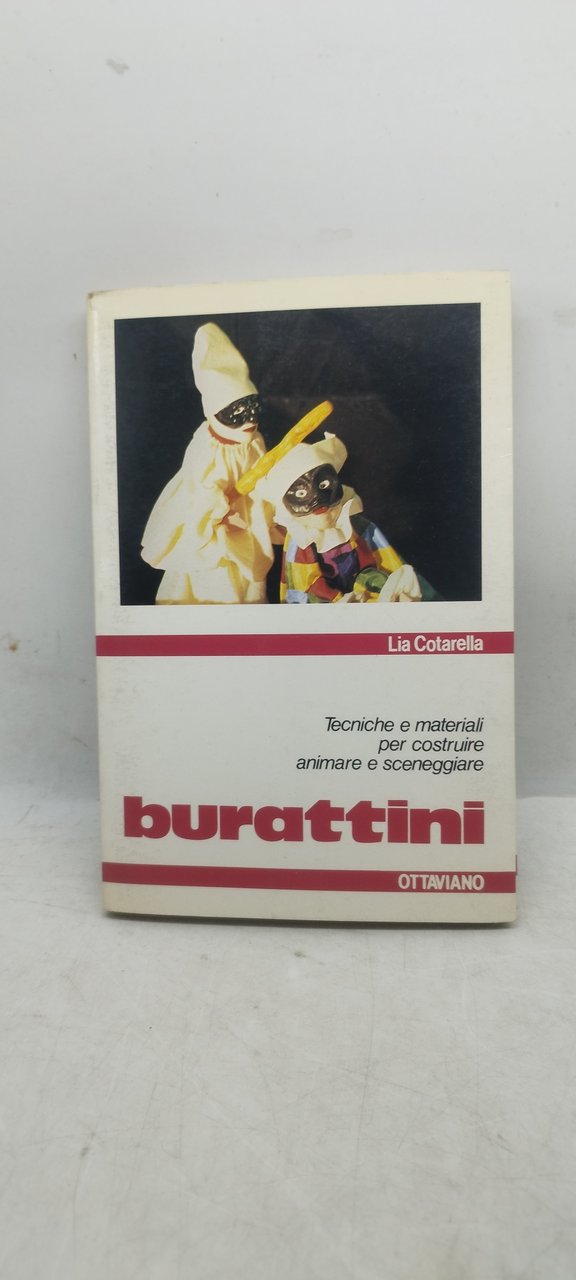 Lia Cotarella
Tecniche e materiali
per costruire
animare e sceneggiare
burattini
OTTAVIANO